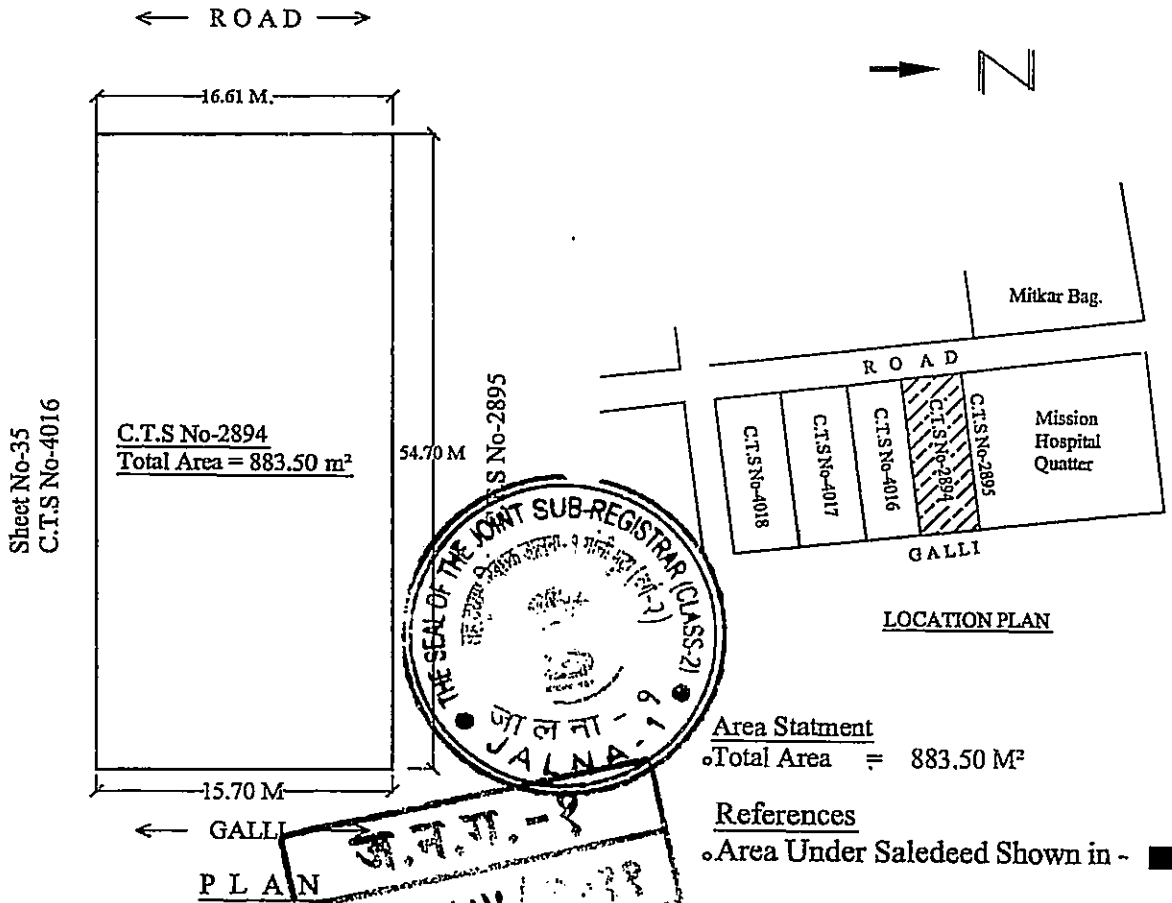 ROAD
N
16.61 M.
Sheet No-35
C.T.S No-4016
C.T.S No-2894
Total Area = 883.50 m²
54.70 M
S No-2895
15.70 M
GALLI
PLAN
Mitkar Bag.
ROAD
C.T.S No-4018
C.T.S No-4017
C.T.S No-4016
C.T.S No-2894
C.T.S No-2895
Mission
Hospital
Quatter
GALLI
LOCATION PLAN
THE SEAL OF THE JOINT SUB-REGISTRAR (CLASS-2)
जालना - १
JALNA-1
Area Statment
Total Area = 883.50 M²
References
Area Under Saledeed Shown in -